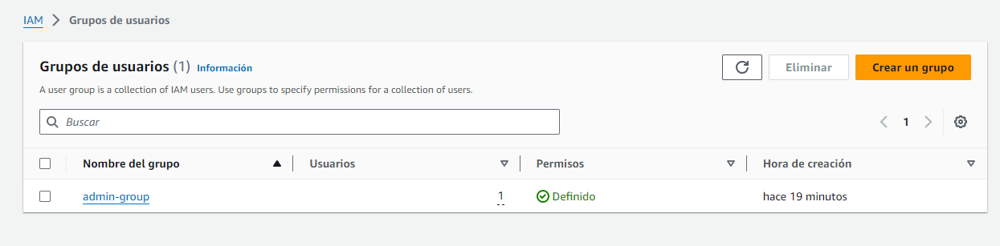 IAM > Grupos de usuarios
Grupos de usuarios (1) Información
Eliminar
Crear un grupo
A user group is a collection of IAM users. Use groups to specify permissions for a collection of users.
Buscar
1
Nombre del grupo Usuarios Permisos Hora de creación
admin-group 1 Definido hace 19 minutos